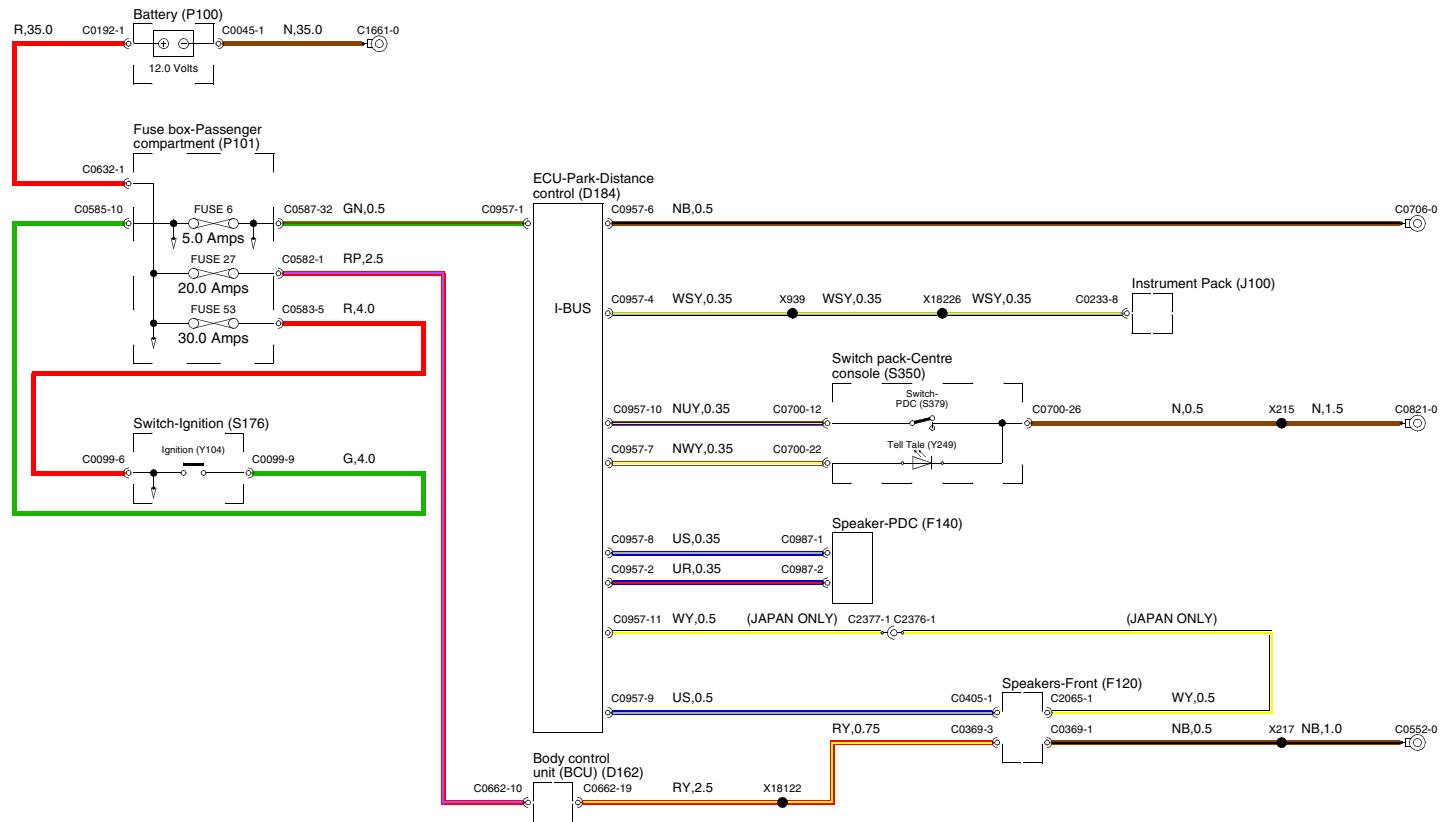 Battery (P100)
R,35.0 C0192-1 C0045-1 N,35.0 C1661-0
12.0 Volts
Fuse box-Passenger
compartment (P101)
C0632-1
ECU-Park-Distance
control (D184)
C0585-10 FUSE 6 C0587-32 GN,0.5 C0957-1 C0957-6 NB,0.5 C0706-0
5.0 Amps
FUSE 27 C0582-1 RP,2.5
20.0 Amps
Instrument Pack (J100)
C0957-4 WSY,0.35 X939 WSY,0.35 X18226 WSY,0.35 C0233-8
FUSE 53 C0583-5 R,4.0
I-BUS
30.0 Amps
Switch pack-Centre
console (S350)
Switch-
PDC (S379)
C0957-10 NUY,0.35 C0700-12 C0700-26 N,0.5 X215 N,1.5 C0821-0
Switch-Ignition (S176)
Ignition (Y104)
Tell Tale (Y249)
C0957-7 NWY,0.35 C0700-22
C0099-6 C0099-9 G,4.0
Speaker-PDC (F140)
C0957-8 US,0.35 C0987-1
C0957-2 UR,0.35 C0987-2
C0957-11 WY,0.5 (JAPAN ONLY) C2377-1 C2376-1 (JAPAN ONLY)
Speakers-Front (F120)
C0957-9 US,0.5 C0405-1 C2065-1 WY,0.5
RY,0.75 C0369-3 C0369-1 NB,0.5 X217 NB,1.0 C0552-0
Body control
unit (BCU) (D162)
C0662-10 C0662-19 RY,2.5 X18122